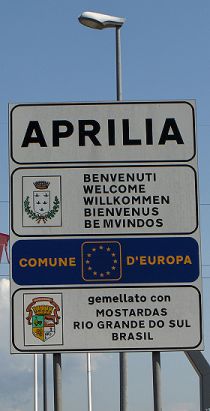 APRILIA
BENVENUTI
WELCOME
WILLKOMMEN
BIENVENUS
BEMVINDOS
COMUNE D'EUROPA
gemellato con
MOSTARDAS
RIO GRANDE DO SUL
BRASIL